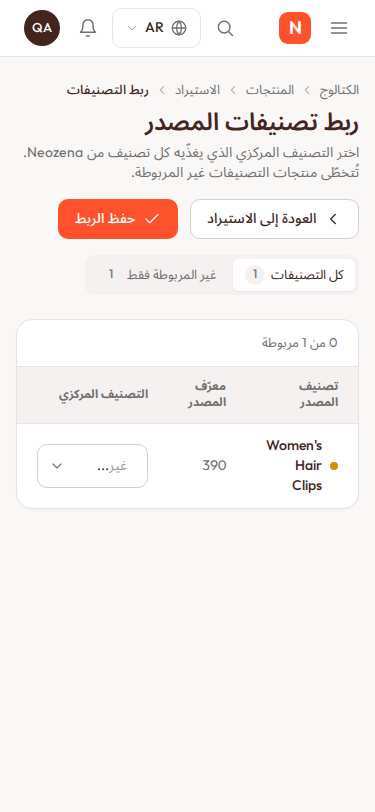 N
AR
QA
الكتالوج
المنتجات
الاستيراد
ربط التصنيفات
ربط تصنيفات المصدر
اختر التصنيف المركزي الذي يغذّيه كل تصنيف من Neozena.
تُتخطّى منتجات التصنيفات غير المربوطة.
العودة إلى الاستيراد
حفظ الربط
كل التصنيفات 1
غير المربوطة فقط 1
0 من 1 مربوطة
تصنيف المصدر
معرّف المصدر
التصنيف المركزي
Women's
Hair
Clips
390
غير...